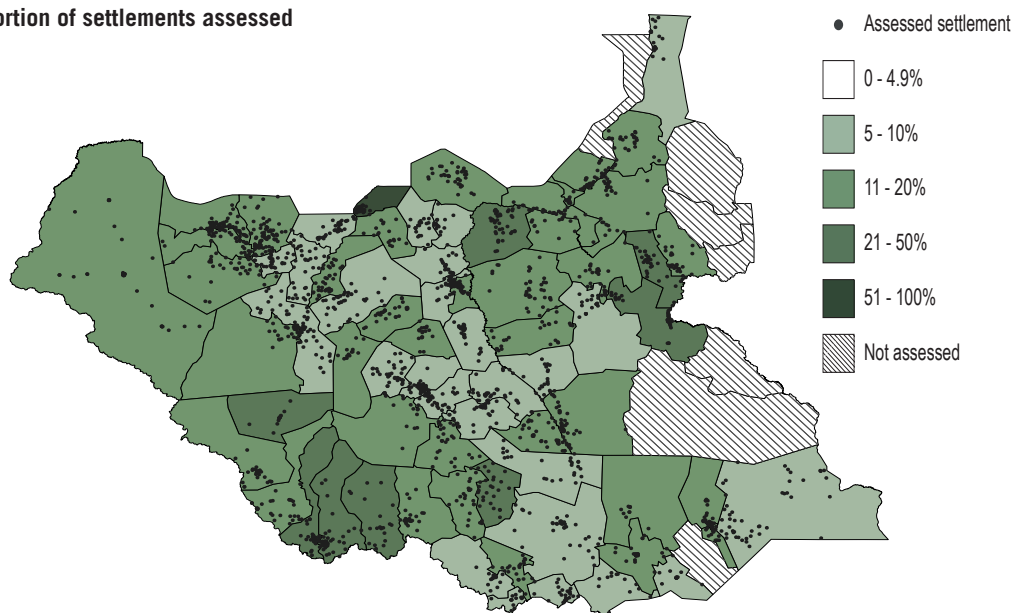 ortion of settlements assessed
Assessed settlement
0 - 4.9%
5 - 10%
11 - 20%
21 - 50%
51 - 100%
Not assessed